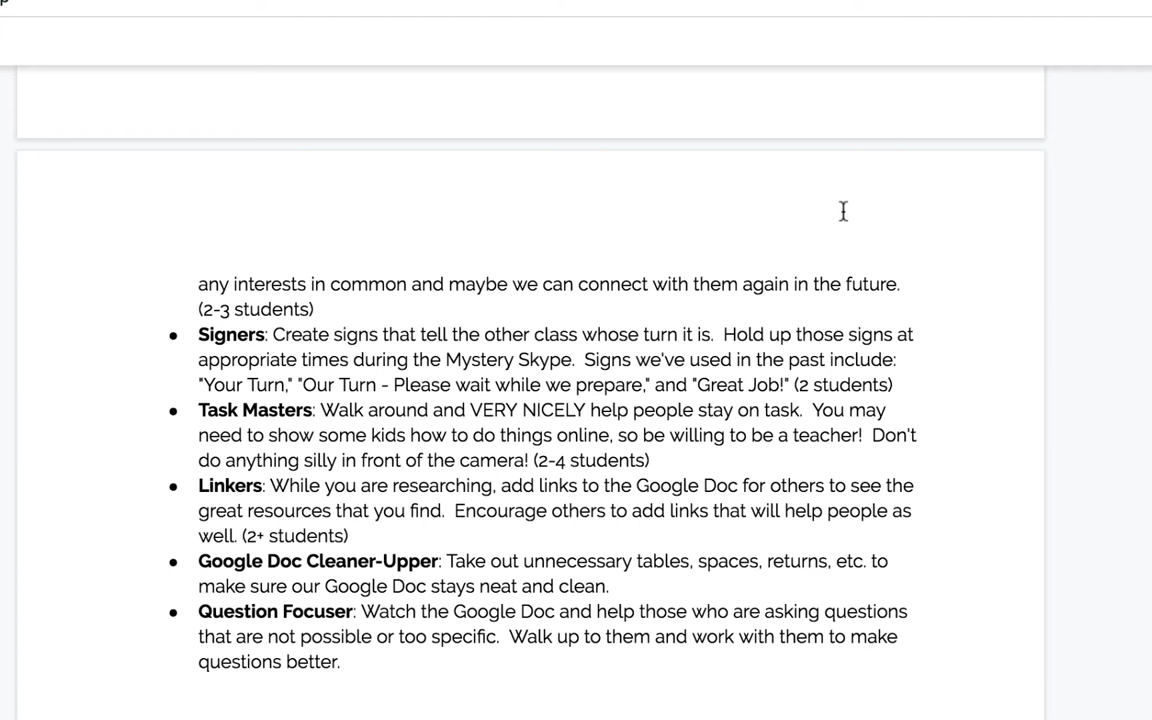 any interests in common and maybe we can connect with them again in the future.
(2-3 students)
● Signers: Create signs that tell the other class whose turn it is.  Hold up those signs at
appropriate times during the Mystery Skype.  Signs we've used in the past include:
"Your Turn," "Our Turn - Please wait while we prepare," and "Great Job!" (2 students)
● Task Masters: Walk around and VERY NICELY help people stay on task.  You may
need to show some kids how to do things online, so be willing to be a teacher!  Don't
do anything silly in front of the camera! (2-4 students)
● Linkers: While you are researching, add links to the Google Doc for others to see the
great resources that you find.  Encourage others to add links that will help people as
well. (2+ students)
● Google Doc Cleaner-Upper: Take out unnecessary tables, spaces, returns, etc. to
make sure our Google Doc stays neat and clean.
● Question Focuser: Watch the Google Doc and help those who are asking questions
that are not possible or too specific.  Walk up to them and work with them to make
questions better.